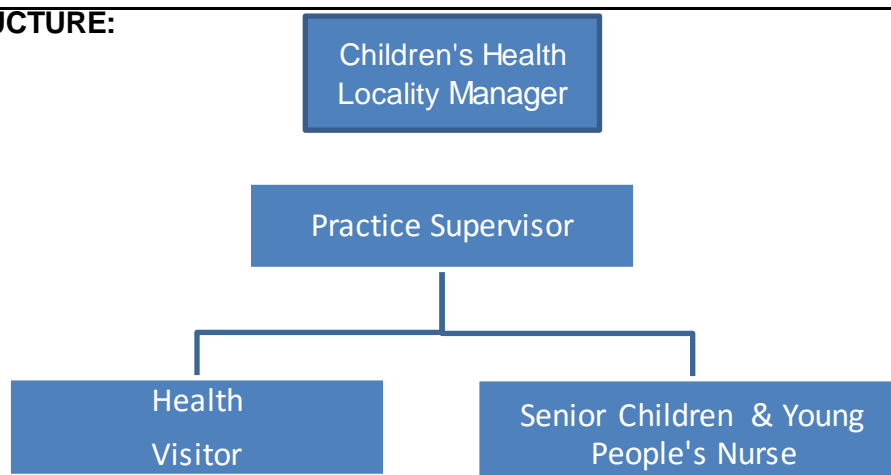 UCTURE:
Children's Health
Locality Manager
Practice Supervisor
Health
Visitor
Senior Children & Young
People's Nurse